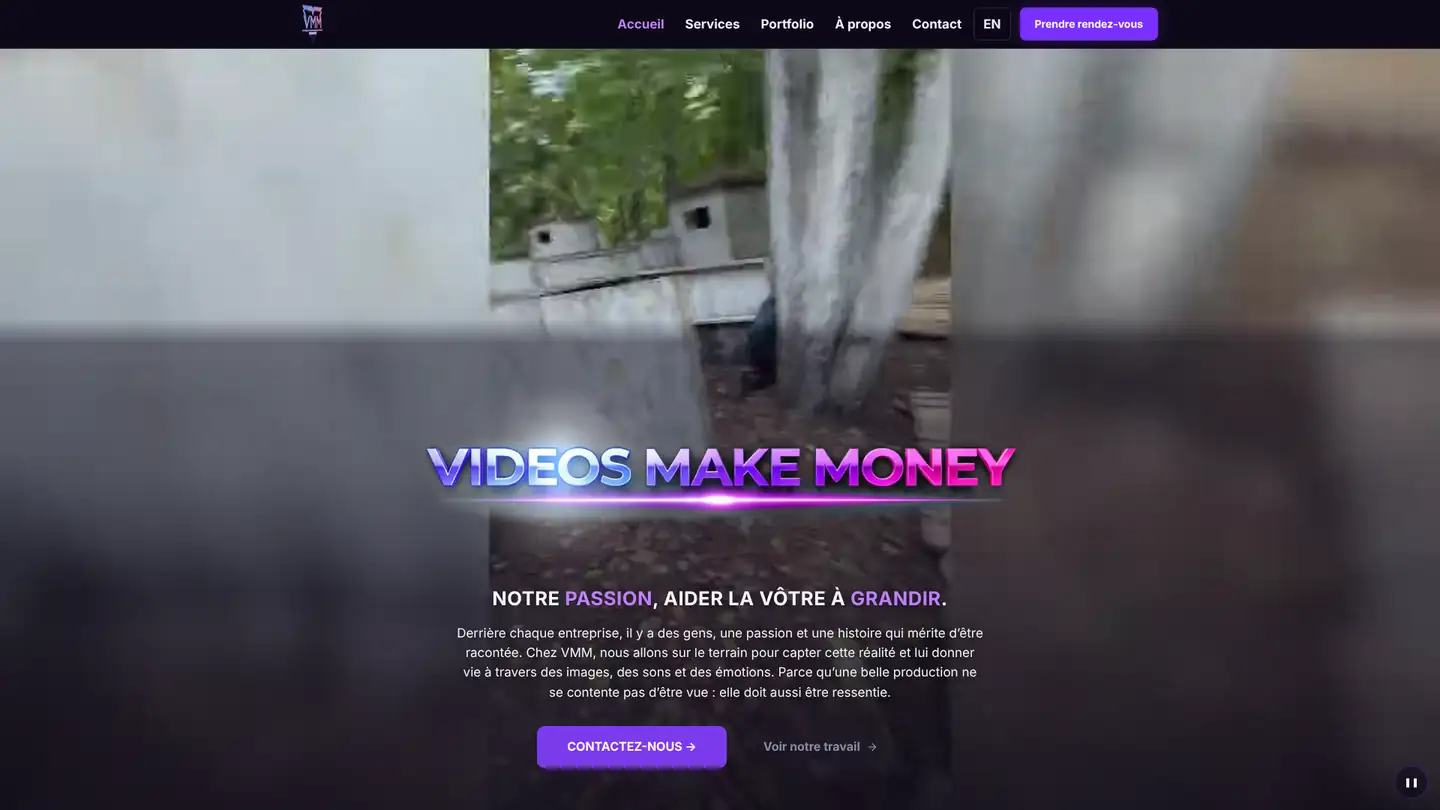 VMM
Accueil Services Portfolio À propos Contact EN Prendre rendez-vous
VIDEOS MAKE MONEY
NOTRE PASSION, AIDER LA VÔTRE À GRANDIR.
Derrière chaque entreprise, il y a des gens, une passion et une histoire qui mérite d’être
racontée. Chez VMM, nous allons sur le terrain pour capter cette réalité et lui donner
vie à travers des images, des sons et des émotions. Parce qu’une belle production ne
se contente pas d’être vue : elle doit aussi être ressentie.
CONTACTEZ-NOUS → Voir notre travail →